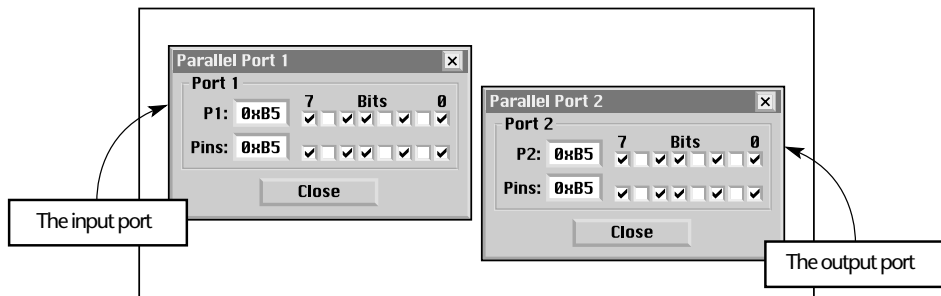 Parallel Port 1
Port 1
7 Bits 0
P1: 0xB5
Pins: 0xB5
Close
The input port
Parallel Port 2
Port 2
7 Bits 0
P2: 0xB5
Pins: 0xB5
Close
The output port